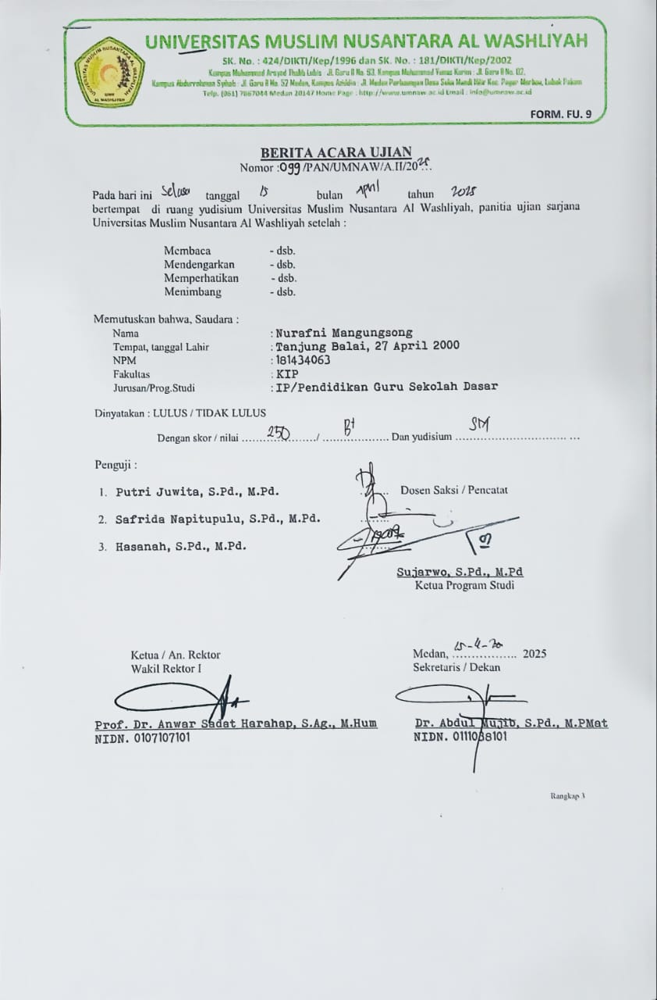 UNIVERSITAS MUSLIM NUSANTARA AL WASHLIYAH
SK. No. : 424/DIKTI/Kep/1996 dan SK. No. : 181/DIKTI/Kep/2002
Kampus Muhammad Arsyad Thalib Lubis : Jl. Garu II No. 93, Kampus Muhammad Yunus Karim : Jl. Garu II No. 02,
Kampus Abdurrahman Syihab : Jl. Garu II No. 52 Medan, Kampus Aziddin : Jl. Medan Perbaungan Desa Suka Mandi Hilir Kec. Pagar Merbau, Lubuk Pakam
Telp. (061) 7867044 Medan 20147 Home Page : http://www.umnaw.ac.id Email : info@umnaw.ac.id
UNIVERSITAS MUSLIM NUSANTARA AL WASHLIYAH
UMN
AL WASHLIYAH
FORM. FU. 9
BERITA ACARA UJIAN
Nomor :099/PAN/UMNAW/A.II/2025.
Pada hari ini Selasa tanggal 15 bulan April tahun 2025
bertempat di ruang yudisium Universitas Muslim Nusantara Al Washliyah, panitia ujian sarjana
Universitas Muslim Nusantara Al Washliyah setelah :
Membaca - dsb.
Mendengarkan - dsb.
Memperhatikan - dsb.
Menimbang - dsb.
Memutuskan bahwa, Saudara :
Nama : Nurafni Mangungsong
Tempat, tanggal Lahir : Tanjung Balai, 27 April 2000
NPM : 181434063
Fakultas : KIP
Jurusan/Prog.Studi : IP/Pendidikan Guru Sekolah Dasar
Dinyatakan : LULUS / TIDAK LULUS
Dengan skor / nilai ......250......../ ......B+............ Dan yudisium ....SM.......................... ...
Penguji :
1. Putri Juwita, S.Pd., M.Pd. Dosen Saksi / Pencatat
2. Safrida Napitupulu, S.Pd., M.Pd.
3. Hasanah, S.Pd., M.Pd.
Sujarwo, S.Pd., M.Pd
Ketua Program Studi
Ketua / An. Rektor
Wakil Rektor I
Medan, 15-4-20 2025
Sekretaris / Dekan
Prof. Dr. Anwar Sadat Harahap, S.Ag., M.Hum
NIDN. 0107107101
Dr. Abdul Mujib, S.Pd., M.PMat
NIDN. 0111038101
Rangkap 3